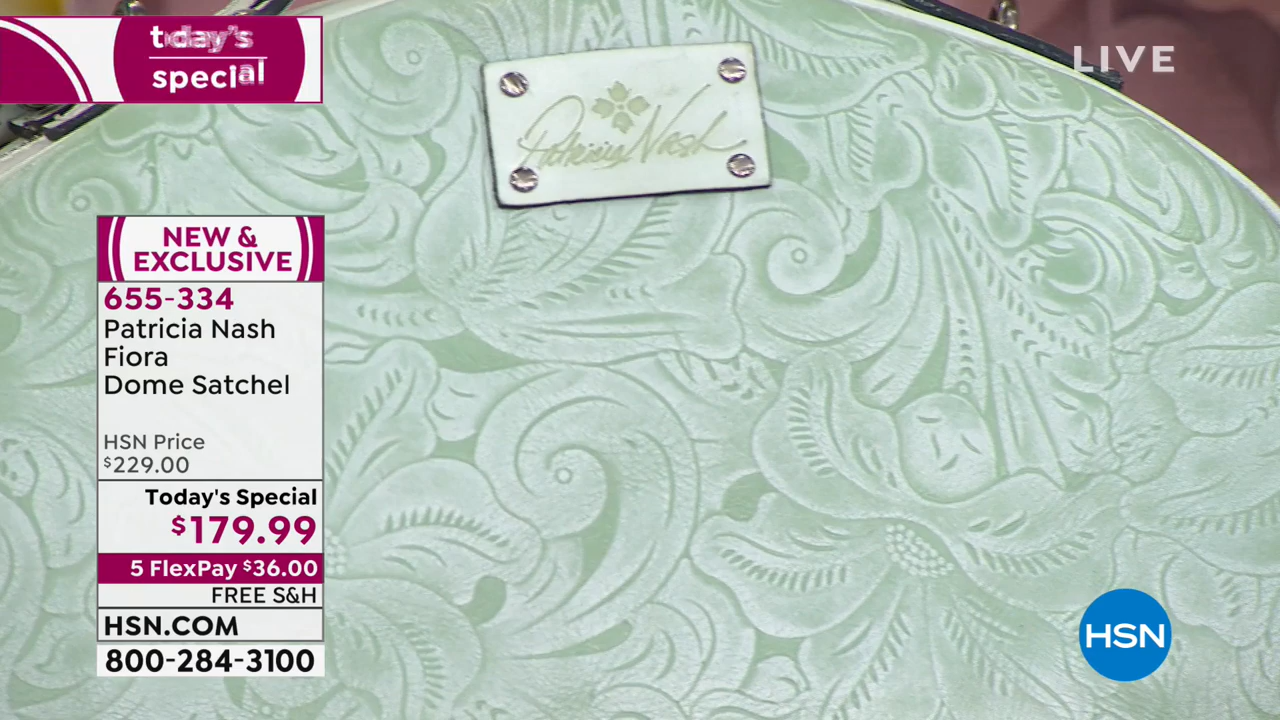 today's
special
LIVE
Patricia Nash
NEW &
EXCLUSIVE
655-334
Patricia Nash
Fiora
Dome Satchel
HSN Price
$229.00
Today's Special
$179.99
5 FlexPay $36.00
FREE S&H
HSN.COM
800-284-3100
HSN